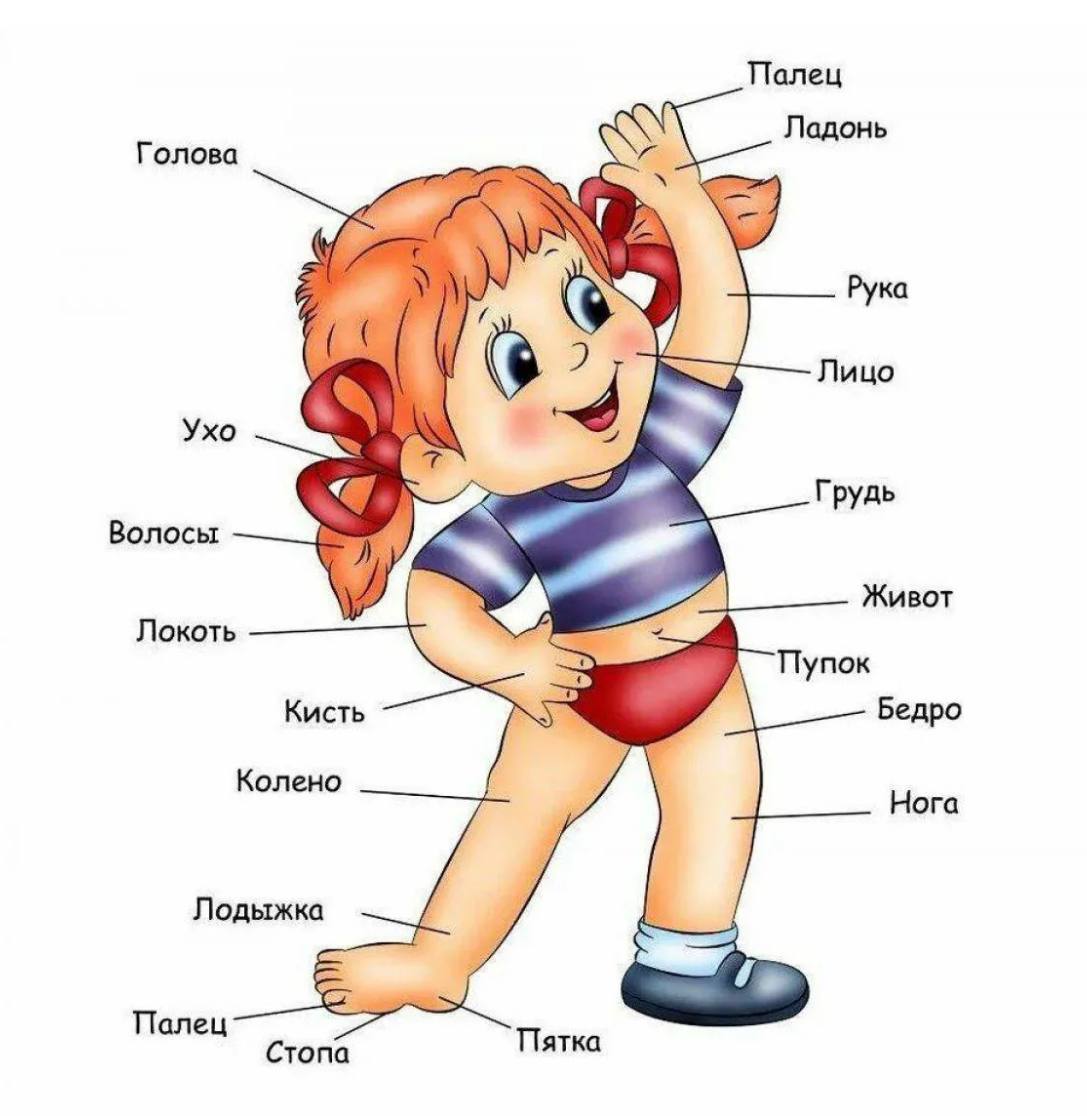 Палец
Ладонь
Голова
Рука
Лицо
Ухо
Грудь
Волосы
Живот
Локоть
Пупок
Кисть
Бедро
Колено
Нога
Лодыжка
Палец
Стопа
Пятка